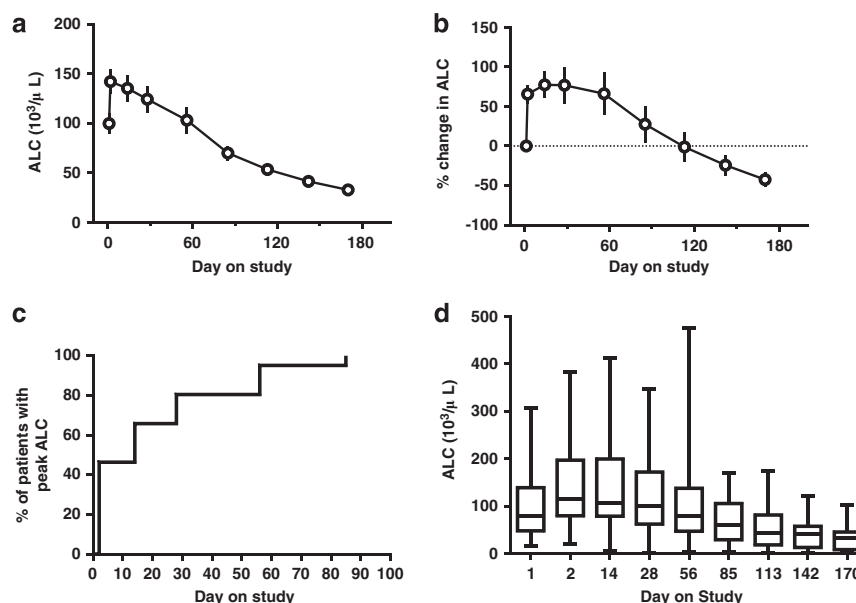 a
200
150
100
50
0
ALC (10³/μ L)
0 60 120 180
Day on study
b
150
100
50
0
-50
-100
% change in ALC
0 60 120 180
Day on study
c
100
80
60
40
20
0
% of patients with
peak ALC
0 10 20 30 40 50 60 70 80 90 100
Day on study
d
500
400
300
200
100
0
ALC (10³/μ L)
1 2 14 28 56 85 113 142 170
Day on Study